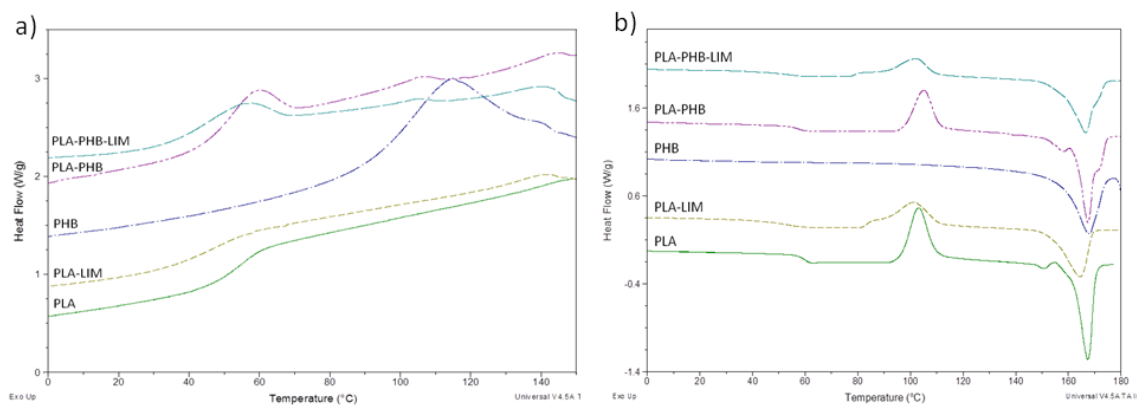 a)
3
2
1
0
Heat Flow (W/g)
PLA-PHB-LIM
PLA-PHB
PHB
PLA-LIM
PLA
0 20 40 60 80 100 120 140
Exo Up
Temperature (°C)
Universal V4.5A T
b)
1.6
0.6
-0.4
-1.4
Heat Flow (W/g)
PLA-PHB-LIM
PLA-PHB
PHB
PLA-LIM
PLA
0 20 40 60 80 100 120 140 160 180
Exo Up
Temperature (°C)
Universal V4.5A TA I